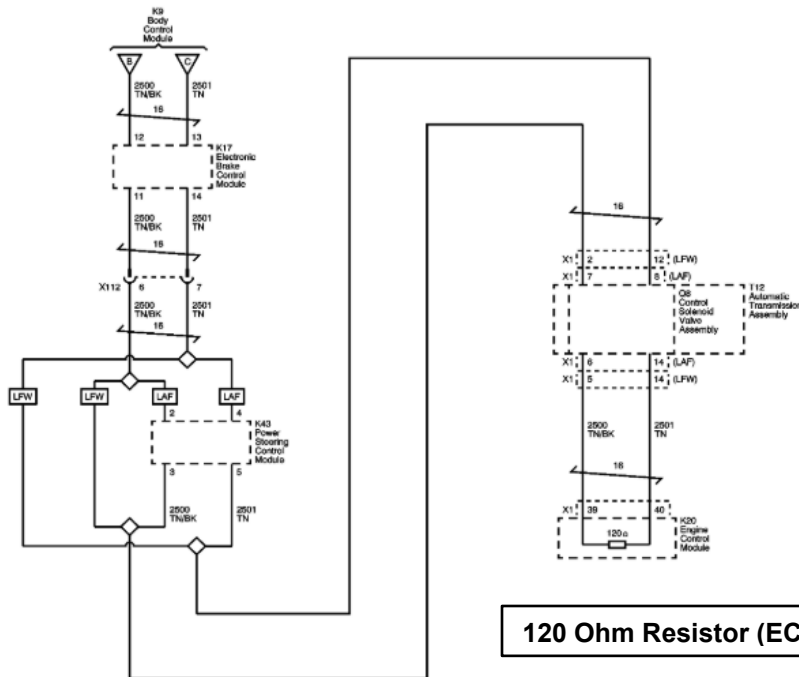 K9
Body
Control
Module
B
C
2500
TN/BK
2501
TN
16
12
13
K17
Electronic
Brake
Control
Module
11
14
2500
TN/BK
2501
TN
16
X112
6
7
2500
TN/BK
2501
TN
16
LFW
LFW
LAF
LAF
2
4
K43
Power
Steering
Control
Module
3
5
2500
TN/BK
2501
TN
16
X1
2
12
(LFW)
X1
7
8
(LAF)
Q8
Control
Solenoid
Valve
Assembly
T12
Automatic
Transmission
Assembly
X1
6
14
(LAF)
X1
5
14
(LFW)
2500
TN/BK
2501
TN
16
X1
39
40
K20
Engine
Control
Module
120Ω
120 Ohm Resistor (EC